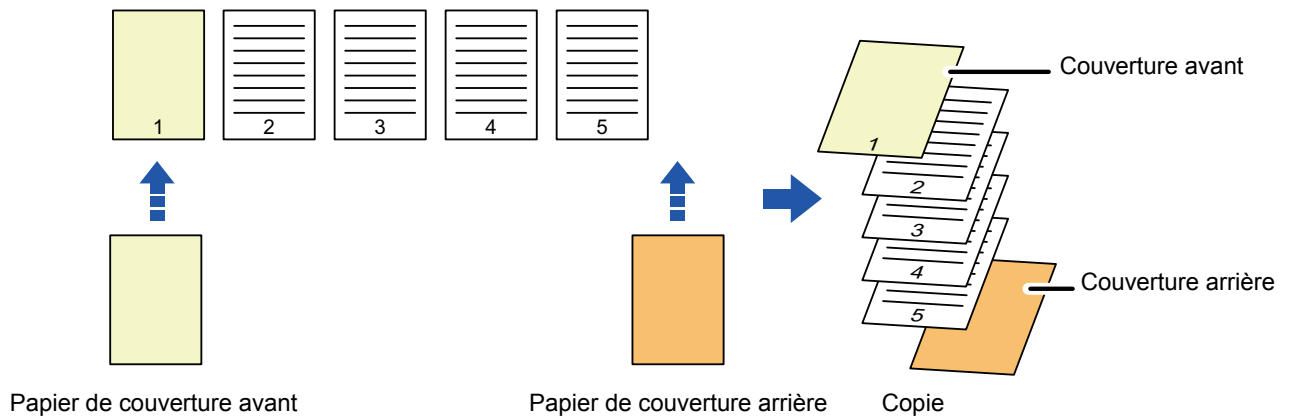 1 2 3 4 5
Couverture avant
1
2
3
4
5
Couverture arrière
Papier de couverture avant
Papier de couverture arrière
Copie